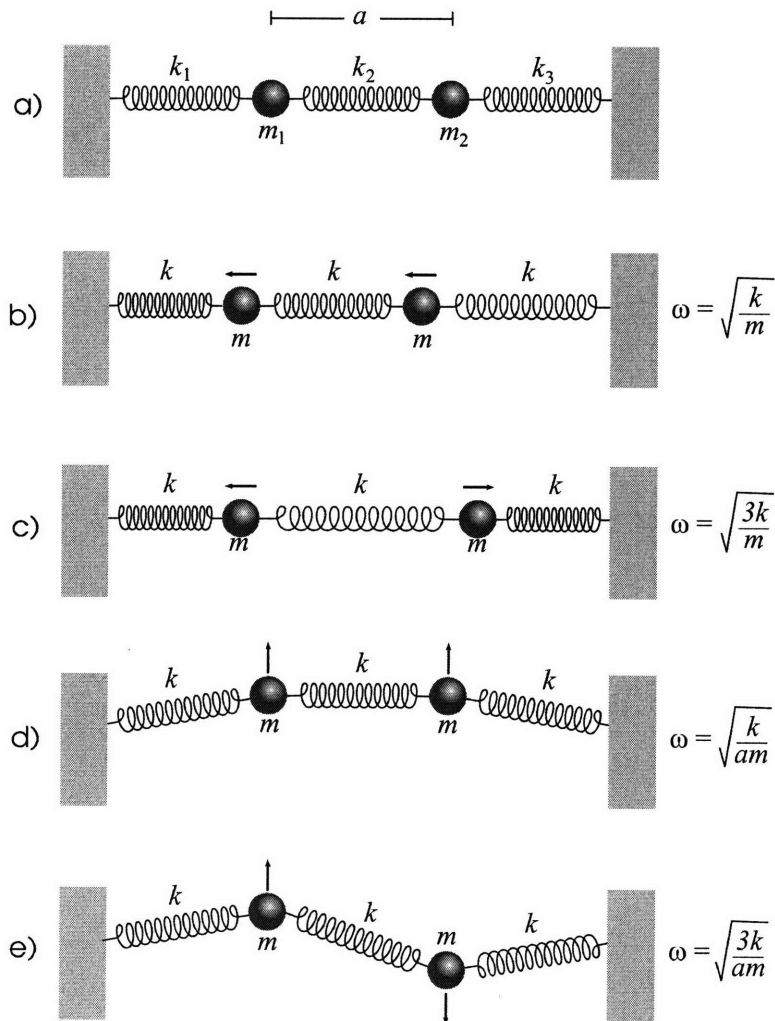 a
a) k₁ k₂ k₃
m₁ m₂
b) k k k ω = √(k/m)
m m
c) k k k ω = √(3k/m)
m m
d) k k k ω = √(k/am)
m m
e) k k k ω = √(3k/am)
m m